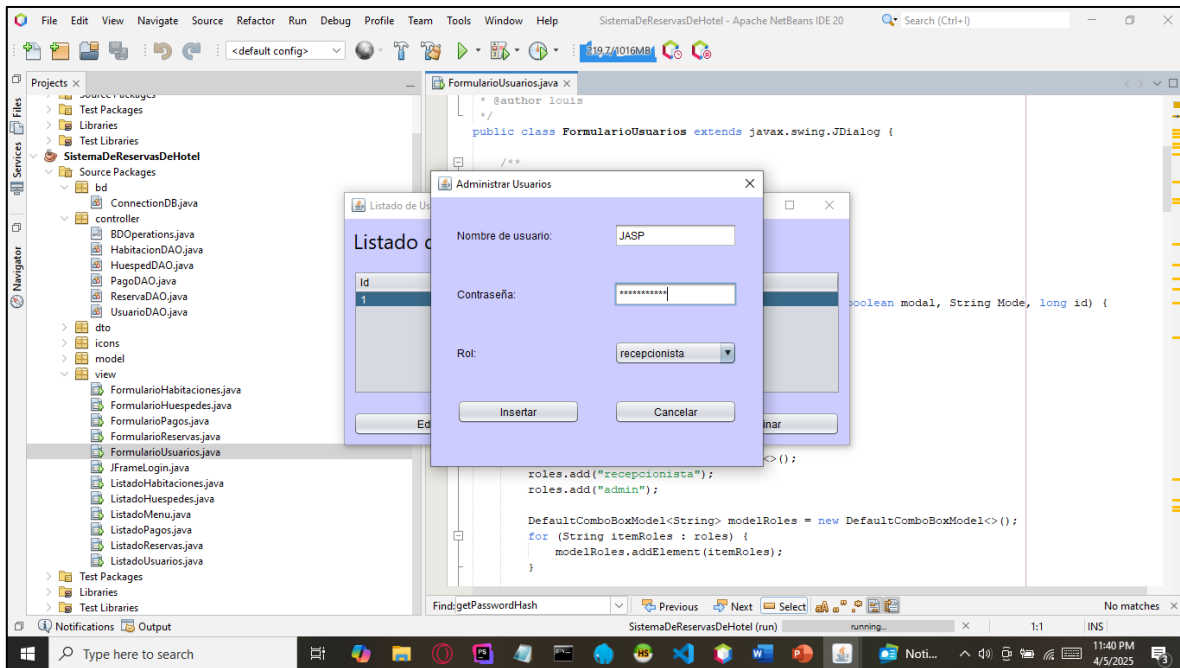 File Edit View Navigate Source Refactor Run Debug Profile Team Tools Window Help SistemaDeReservasDeHotel - Apache NetBeans IDE 20 Search (Ctrl+I)
<default config> 219,7/1016MB
Projects × FormularioUsuarios.java ×
Files
Services
Navigator
Source Packages
Test Packages
Libraries
Test Libraries
SistemaDeReservasDeHotel
Source Packages
bd
ConnectionDB.java
controller
BDOperations.java
HabitacionDAO.java
HuespedDAO.java
PagoDAO.java
ReservaDAO.java
UsuarioDAO.java
dto
icons
model
view
FormularioHabitaciones.java
FormularioHuespedes.java
FormularioPagos.java
FormularioReservas.java
FormularioUsuarios.java
JFrameLogin.java
ListadoHabitaciones.java
ListadoHuespedes.java
ListadoMenu.java
ListadoPagos.java
ListadoReservas.java
ListadoUsuarios.java
Test Packages
Libraries
Test Libraries
* @author louis
*/
public class FormularioUsuarios extends javax.swing.JDialog {
/**
boolean modal, String Mode, long id) {
<>();
roles.add("recepcionista");
roles.add("admin");
DefaultComboBoxModel<String> modelRoles = new DefaultComboBoxModel<>();
for (String itemRoles : roles) {
modelRoles.addElement(itemRoles);
}
Listado de Us
Listado d
Id
1
Ed
inar
Administrar Usuarios
Nombre de usuario: JASP
Contraseña: ***********
Rol: recepcionista
Insertar Cancelar
Find: getPasswordHash Previous Next Select No matches
Notifications Output SistemaDeReservasDeHotel (run) running... 1:1 INS
Type here to search Noti... 11:40 PM
4/5/2025